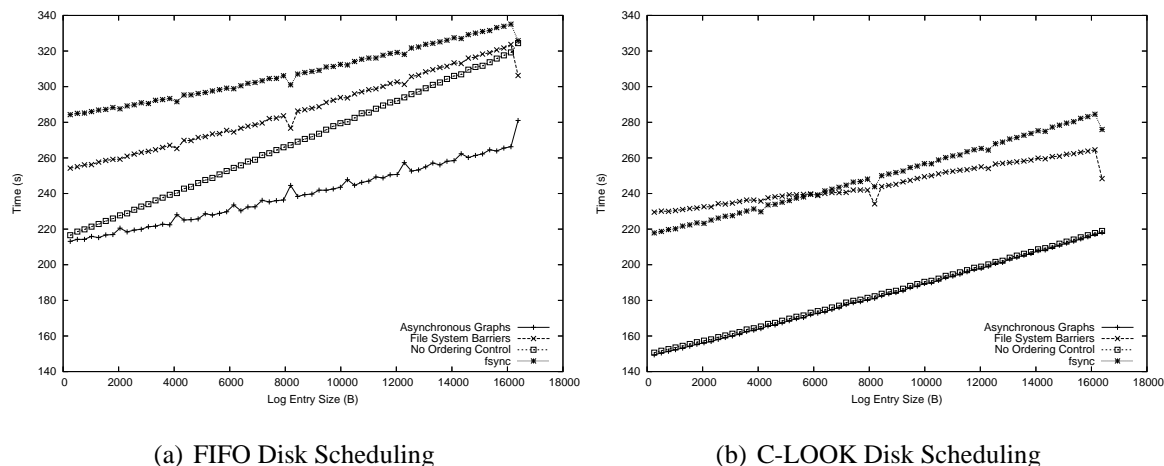 340
320
300
280
260
240
220
200
180
160
140
Time (s)
0 2000 4000 6000 8000 10000 12000 14000 16000 18000
Log Entry Size (B)
Asynchronous Graphs
File System Barriers
No Ordering Control
fsync
(a) FIFO Disk Scheduling
340
320
300
280
260
240
220
200
180
160
140
Time (s)
0 2000 4000 6000 8000 10000 12000 14000 16000 18000
Log Entry Size (B)
Asynchronous Graphs
File System Barriers
No Ordering Control
fsync
(b) C-LOOK Disk Scheduling